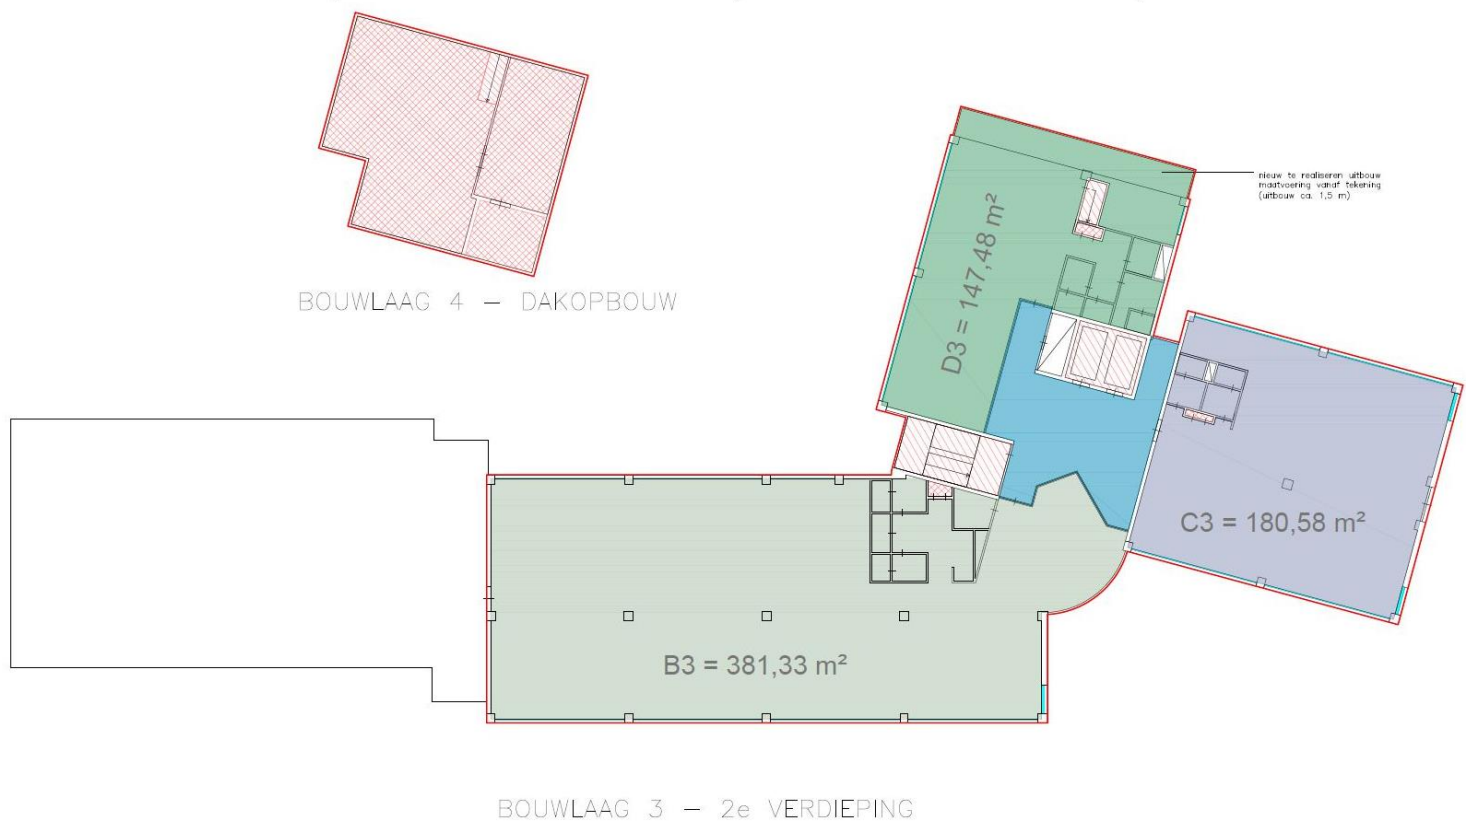 BOUWLAAG 4 – DAKOPBOUW
nieuw te realiseren uitbouw
maatvoering vanaf tekening
(uitbouw ca. 1,5 m)
D3 = 147,48 m²
C3 = 180,58 m²
B3 = 381,33 m²
BOUWLAAG 3 – 2e VERDIEPING